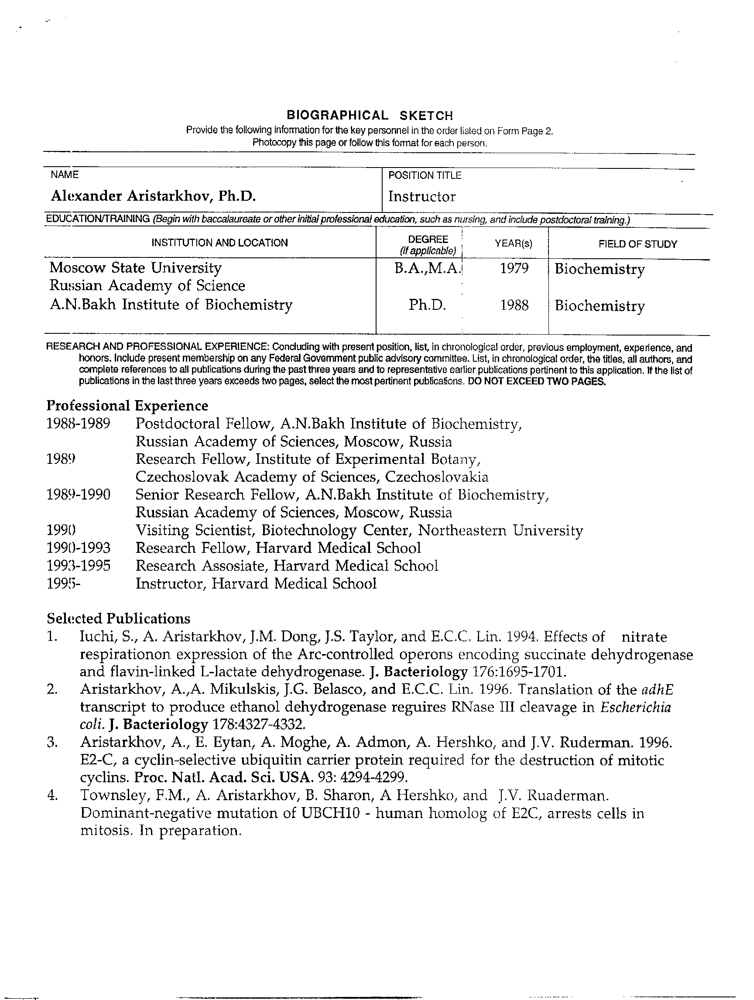 BIOGRAPHICAL SKETCH
Provide the following information for the key personnel in the order listed on Form Page 2.
Photocopy this page or follow this format for each person.
NAME
POSITION TITLE
Alexander Aristarkhov, Ph.D.
Instructor
EDUCATION/TRAINING (Begin with baccalaureate or other initial professional education, such as nursing, and include postdoctoral training.)
INSTITUTION AND LOCATION
DEGREE
(if applicable)
YEAR(s)
FIELD OF STUDY
Moscow State University
B.A.,M.A.
1979
Biochemistry
Russian Academy of Science
A.N.Bakh Institute of Biochemistry
Ph.D.
1988
Biochemistry
RESEARCH AND PROFESSIONAL EXPERIENCE: Concluding with present position, list, in chronological order, previous employment, experience, and
honors. Include present membership on any Federal Government public advisory committee. List, in chronological order, the titles, all authors, and
complete references to all publications during the past three years and to representative earlier publications pertinent to this application. If the list of
publications in the last three years exceeds two pages, select the most pertinent publications. DO NOT EXCEED TWO PAGES.
Professional Experience
1988-1989 Postdoctoral Fellow, A.N.Bakh Institute of Biochemistry,
Russian Academy of Sciences, Moscow, Russia
1989 Research Fellow, Institute of Experimental Botany,
Czechoslovak Academy of Sciences, Czechoslovakia
1989-1990 Senior Research Fellow, A.N.Bakh Institute of Biochemistry,
Russian Academy of Sciences, Moscow, Russia
1990 Visiting Scientist, Biotechnology Center, Northeastern University
1990-1993 Research Fellow, Harvard Medical School
1993-1995 Research Assosiate, Harvard Medical School
1995- Instructor, Harvard Medical School
Selected Publications
1. Iuchi, S., A. Aristarkhov, J.M. Dong, J.S. Taylor, and E.C.C. Lin. 1994. Effects of nitrate
respirationon expression of the Arc-controlled operons encoding succinate dehydrogenase
and flavin-linked L-lactate dehydrogenase. J. Bacteriology 176:1695-1701.
2. Aristarkhov, A.,A. Mikulskis, J.G. Belasco, and E.C.C. Lin. 1996. Translation of the adhE
transcript to produce ethanol dehydrogenase reguires RNase III cleavage in Escherichia
coli. J. Bacteriology 178:4327-4332.
3. Aristarkhov, A., E. Eytan, A. Moghe, A. Admon, A. Hershko, and J.V. Ruderman. 1996.
E2-C, a cyclin-selective ubiquitin carrier protein required for the destruction of mitotic
cyclins. Proc. Natl. Acad. Sci. USA. 93: 4294-4299.
4. Townsley, F.M., A. Aristarkhov, B. Sharon, A Hershko, and J.V. Ruaderman.
Dominant-negative mutation of UBCH10 - human homolog of E2C, arrests cells in
mitosis. In preparation.